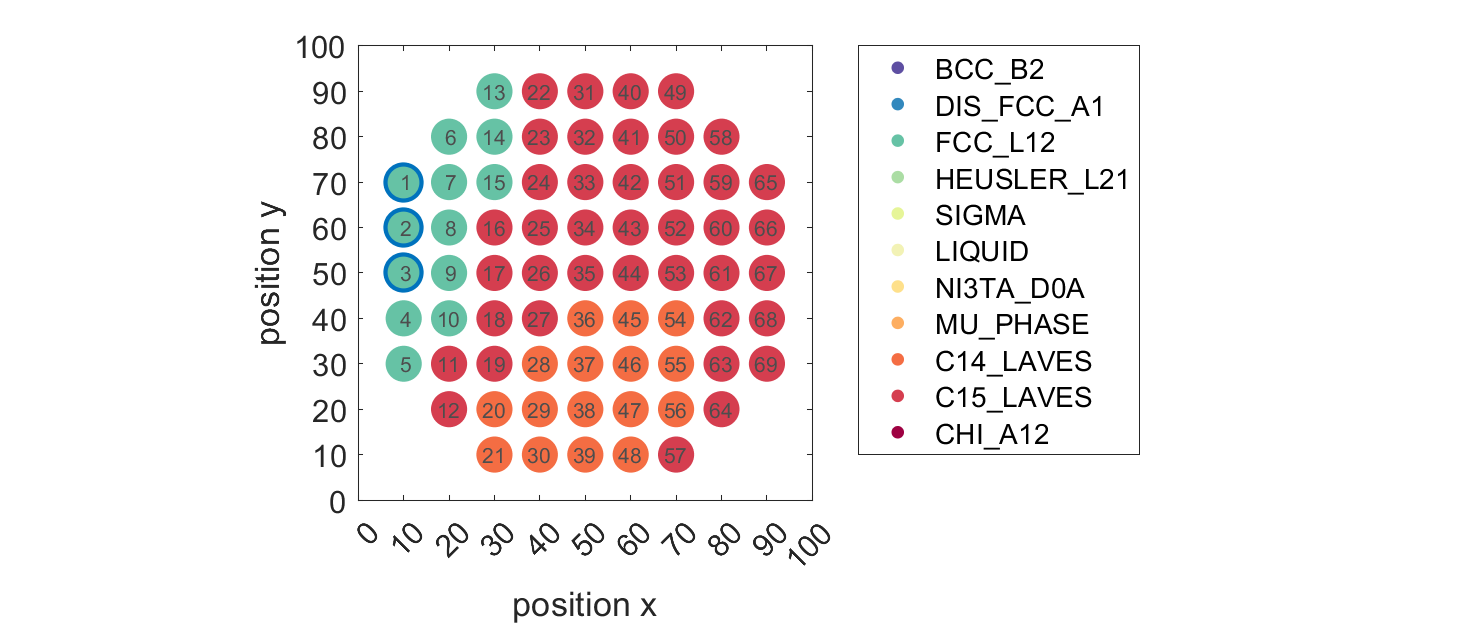 100
90 13 22 31 40 49
80 6 14 23 32 41 50 58
70 1 7 15 24 33 42 51 59 65
60 2 8 16 25 34 43 52 60 66
50 3 9 17 26 35 44 53 61 67
40 4 10 18 27 36 45 54 62 68
30 5 11 19 28 37 46 55 63 69
20 12 20 29 38 47 56 64
10 21 30 39 48 57
0
0 10 20 30 40 50 60 70 80 90 100
position x
position y
BCC_B2
DIS_FCC_A1
FCC_L12
HEUSLER_L21
SIGMA
LIQUID
NI3TA_D0A
MU_PHASE
C14_LAVES
C15_LAVES
CHI_A12